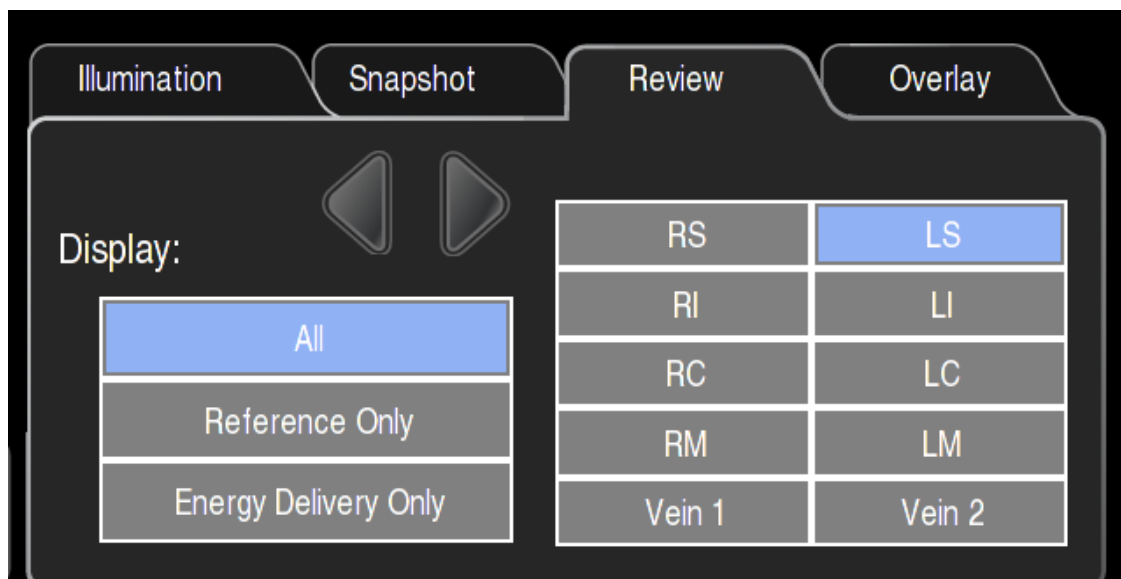 Illumination Snapshot Review Overlay
Display:
All
Reference Only
Energy Delivery Only
RS LS
RI LI
RC LC
RM LM
Vein 1 Vein 2